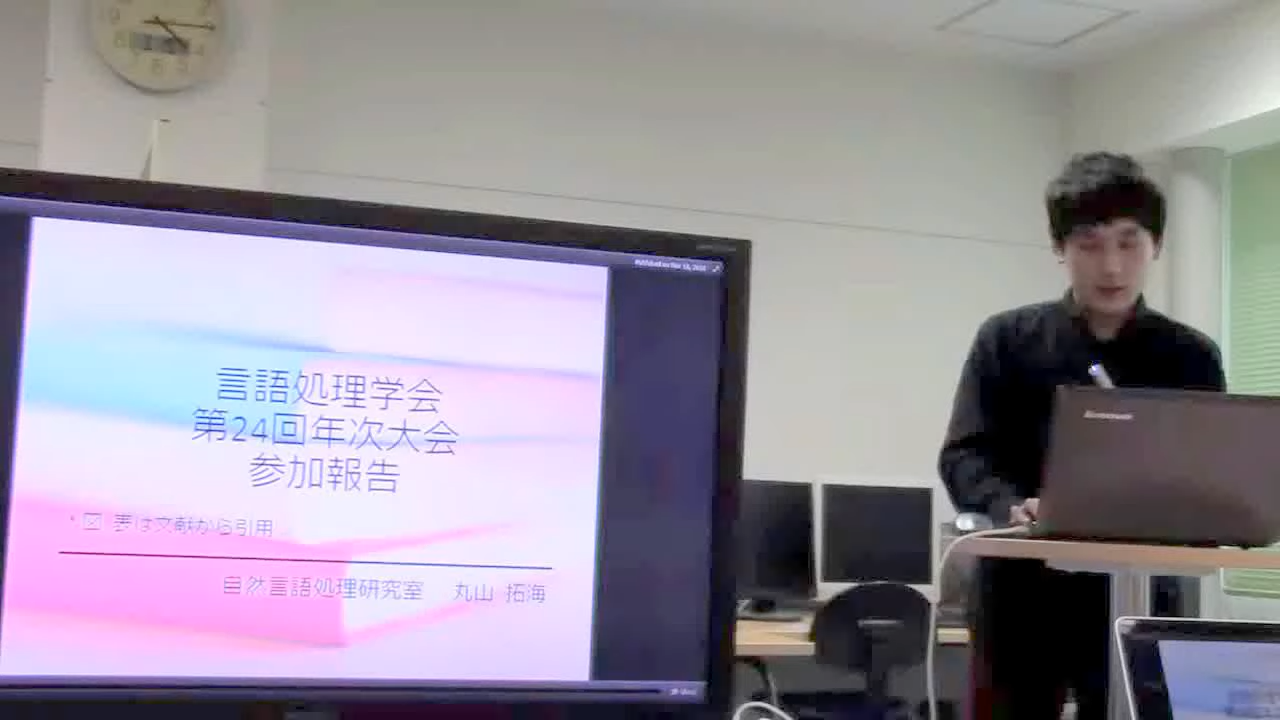 言語処理学会
第24回年次大会
参加報告
・☑ 表は文献から引用
自然言語処理研究室 丸山 拓海
lenovo